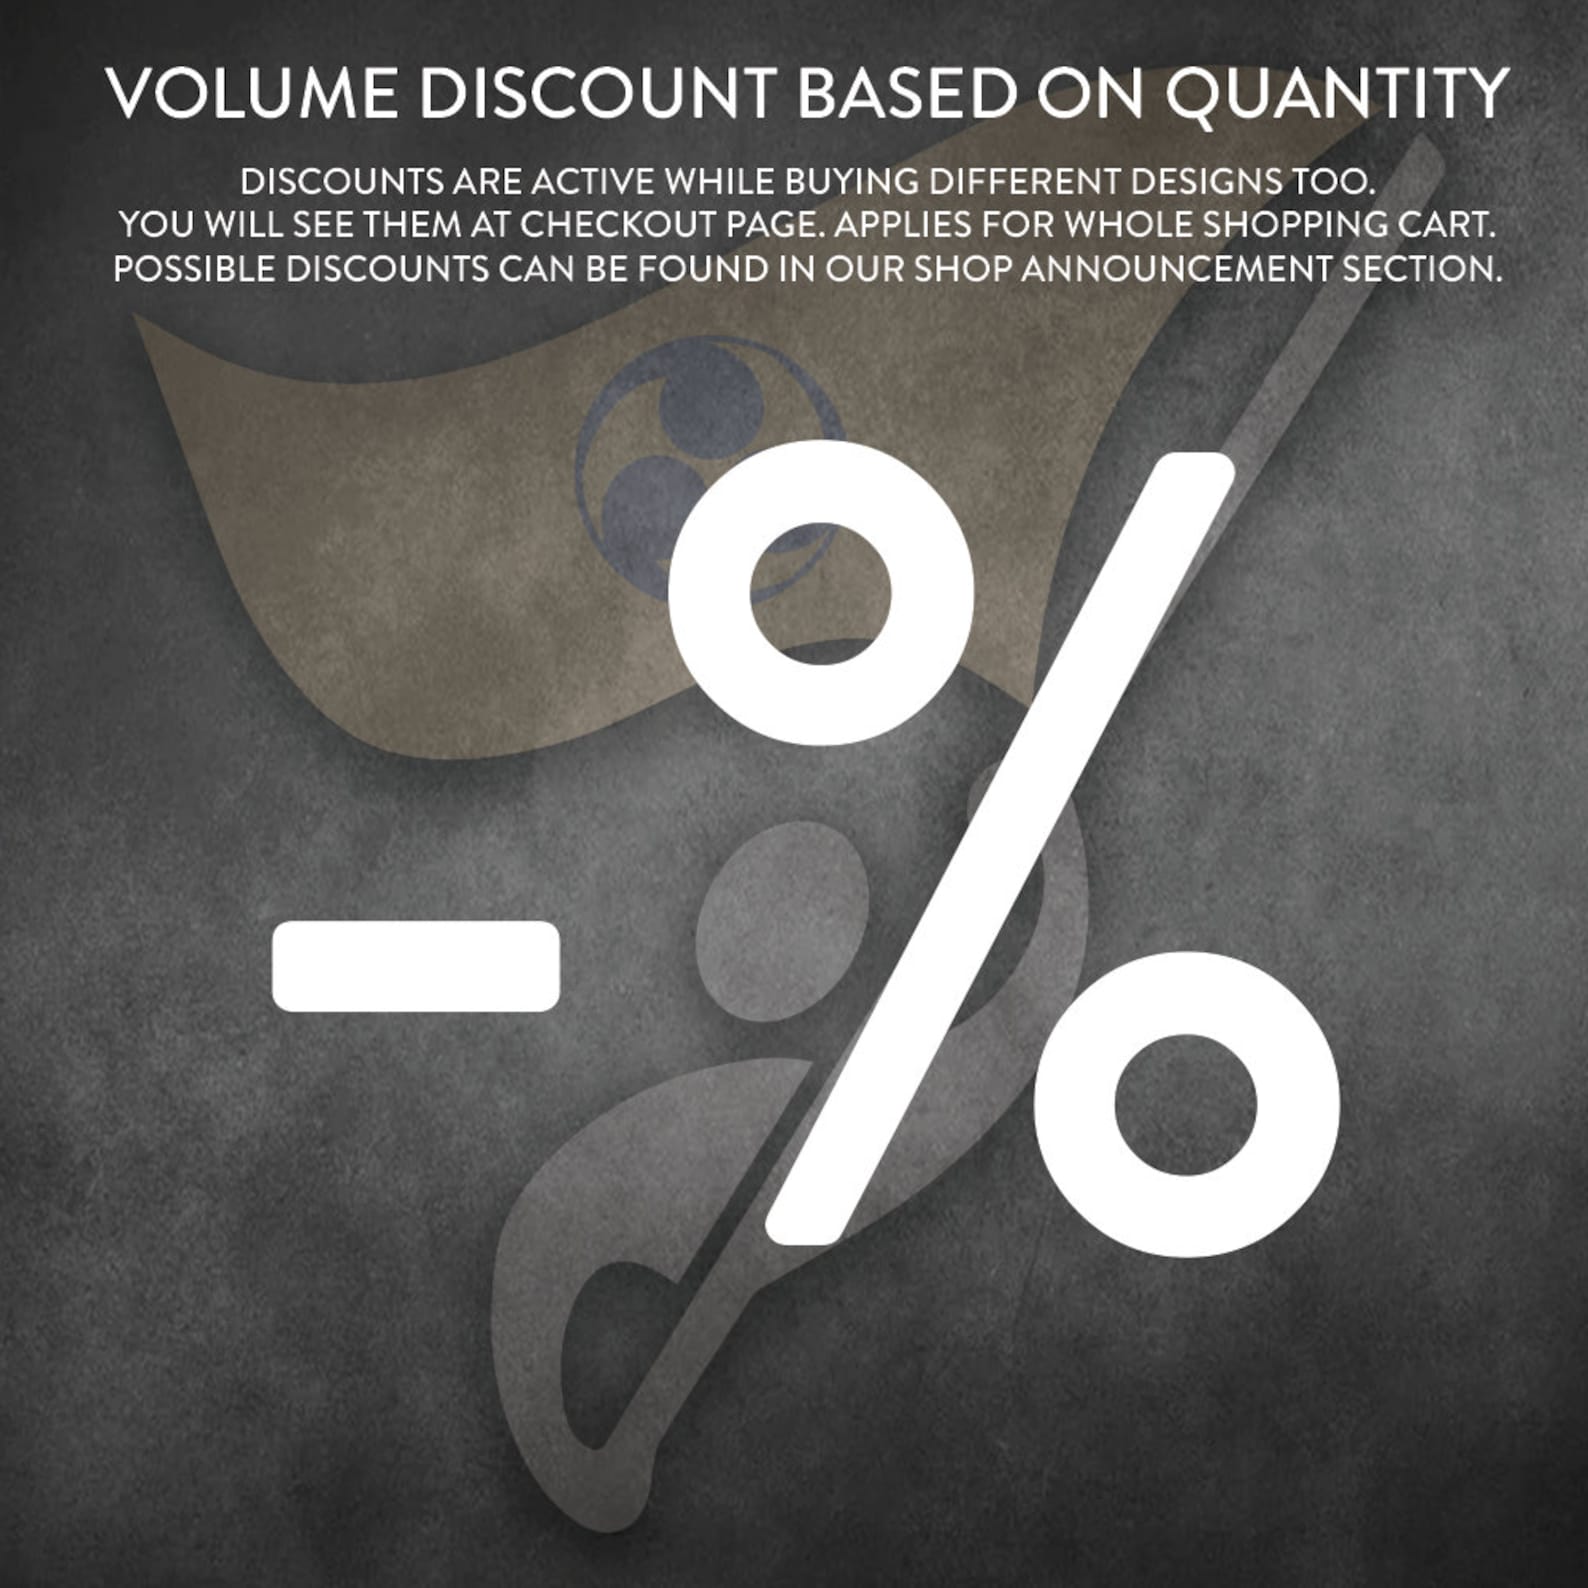 VOLUME DISCOUNT BASED ON QUANTITY
DISCOUNTS ARE ACTIVE WHILE BUYING DIFFERENT DESIGNS TOO.
YOU WILL SEE THEM AT CHECKOUT PAGE. APPLIES FOR WHOLE SHOPPING CART.
POSSIBLE DISCOUNTS CAN BE FOUND IN OUR SHOP ANNOUNCEMENT SECTION.
-%